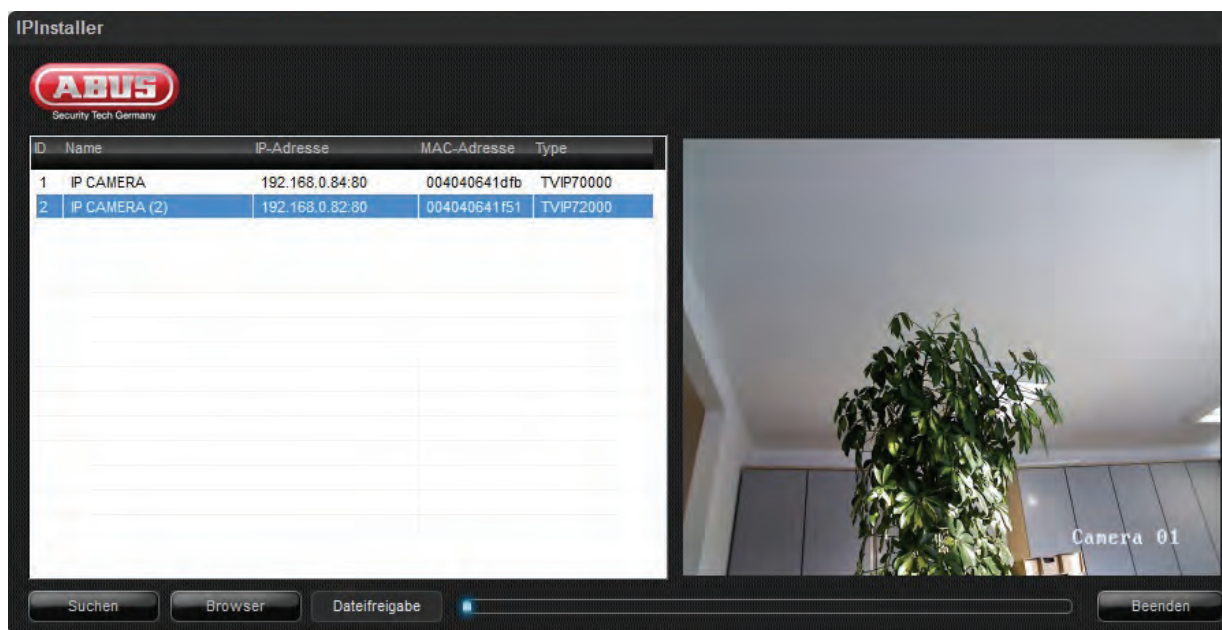 IPInstaller
ABUS
Security Tech Germany
ID Name IP-Adresse MAC-Adresse Type
1 IP CAMERA 192.168.0.84:80 004040641dfb TVIP70000
2 IP CAMERA (2) 192.168.0.82:80 004040641f51 TVIP72000
Camera 01
Suchen Browser Dateifreigabe Beenden